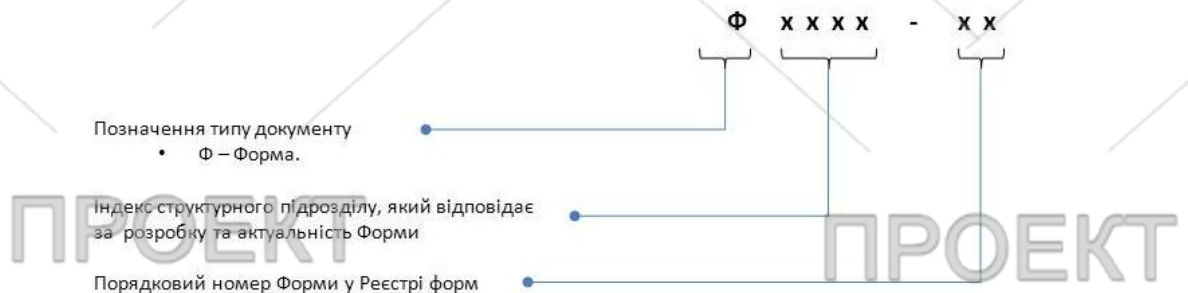 Ф х х х х - х х
Позначення типу документу
• Ф – Форма.
Індекс структурного підрозділу, який відповідає
за розробку та актуальність Форми
ПРОЕКТ ПРОЕКТ
Порядковий номер Форми у Реєстрі форм